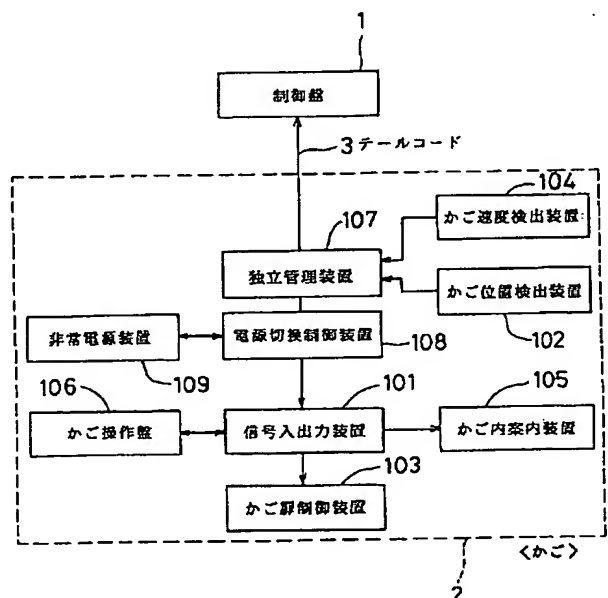 1
制御盤
3 テールコード
104
かご速度検出装置
107
独立管理装置
かご位置検出装置
102
非常電源装置
電源切換制御装置
108
109
106
101
105
かご操作盤
信号入出力装置
かご内案内装置
103
かご扉制御装置
<かご>
2